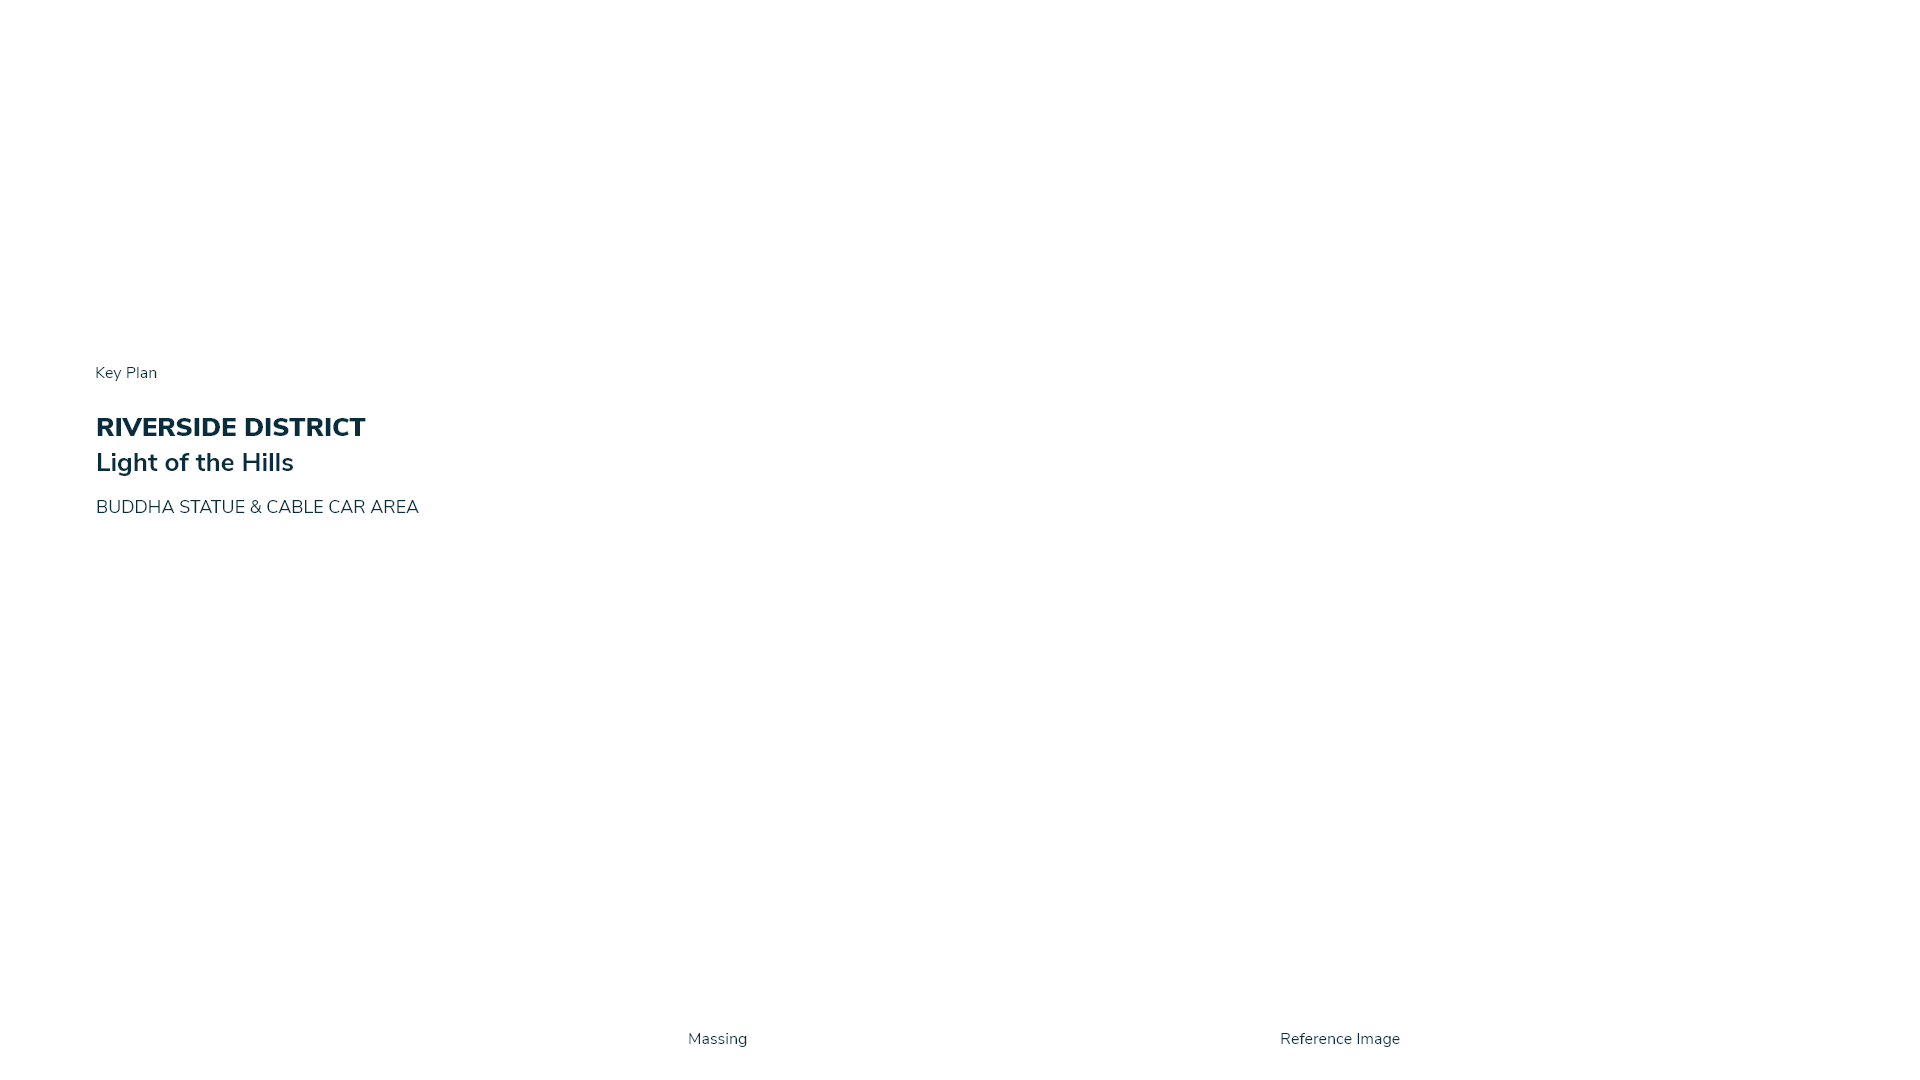 Key Plan
RIVERSIDE DISTRICT
Light of the Hills
BUDDHA STATUE & CABLE CAR AREA
Massing
Reference Image